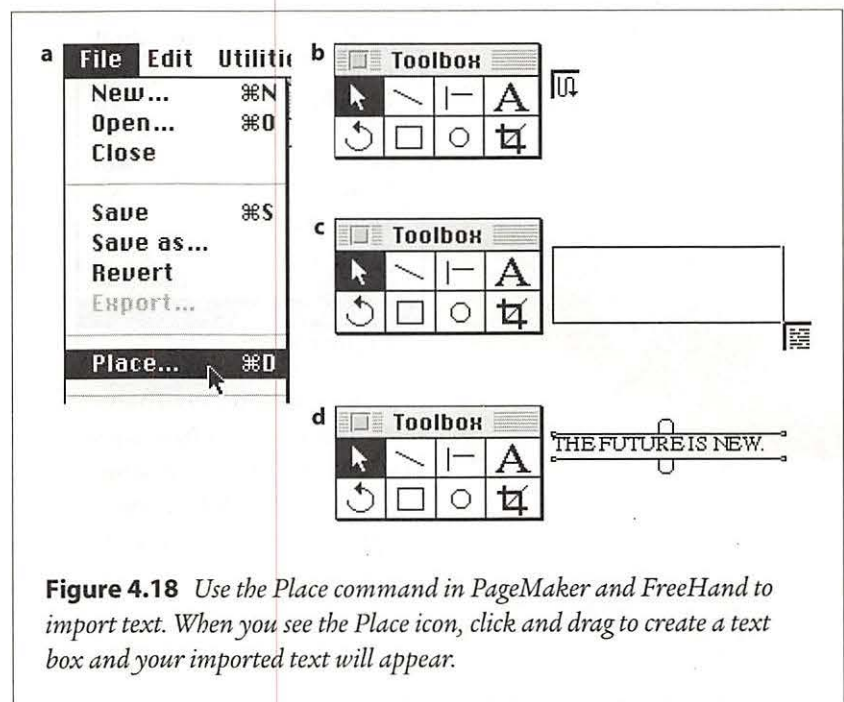 a
File Edit Utilitie
New... ⌘N
Open... ⌘O
Close
Save ⌘S
Save as...
Revert
Export...
Place... ⌘D
b
Toolbox
A
c
Toolbox
A
d
Toolbox
A
THE FUTURE IS NEW.
Figure 4.18 Use the Place command in PageMaker and FreeHand to
import text. When you see the Place icon, click and drag to create a text
box and your imported text will appear.